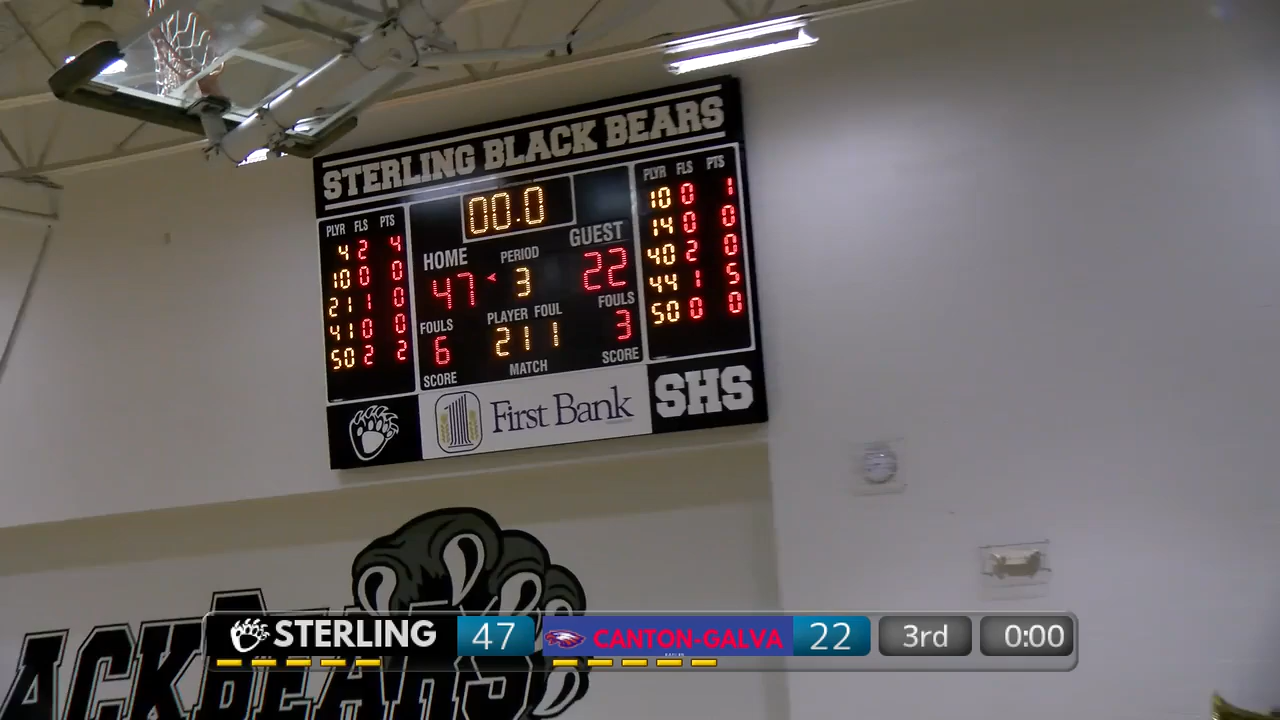 STERLING BLACK BEARS
PLYR FLS PTS
4 2 4
10 0 0
21 1 0
41 0 0
50 2 2
00.0
HOME PERIOD GUEST
47 3 22
FOULS PLAYER FOUL FOULS
6 21 1 3
SCORE MATCH SCORE
PLYR FLS PTS
10 0 1
14 0 0
40 2 0
44 1 5
50 0 0
1 First Bank
SHS
ACKBEARS
STERLING 47 CANTON-GALVA 22 3rd 0:00